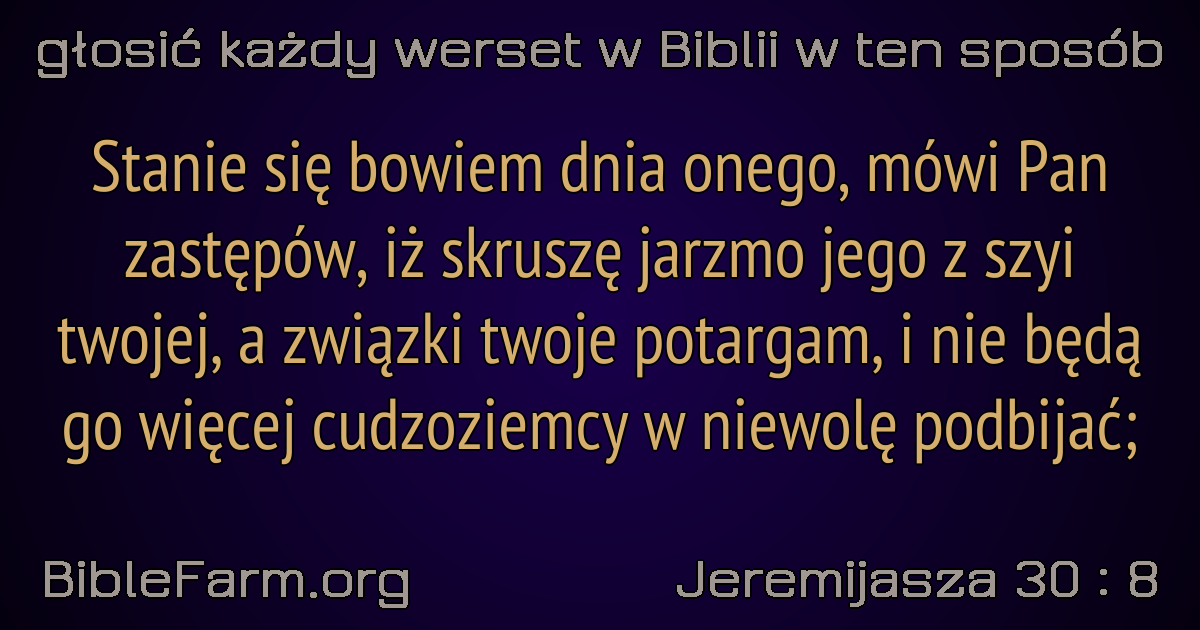 głosić każdy werset w Biblii w ten sposób
Stanie się bowiem dnia onego, mówi Pan
zastępów, iż skruszę jarzmo jego z szyi
twojej, a związki twoje potargam, i nie będą
go więcej cudzoziemcy w niewolę podbijać;
BibleFarm.org
Jeremijasza 30 : 8